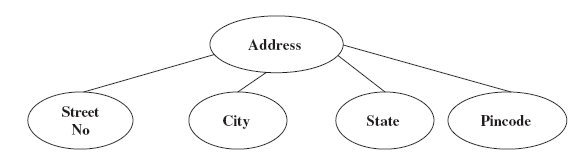 Address
Street
No
City
State
Pincode